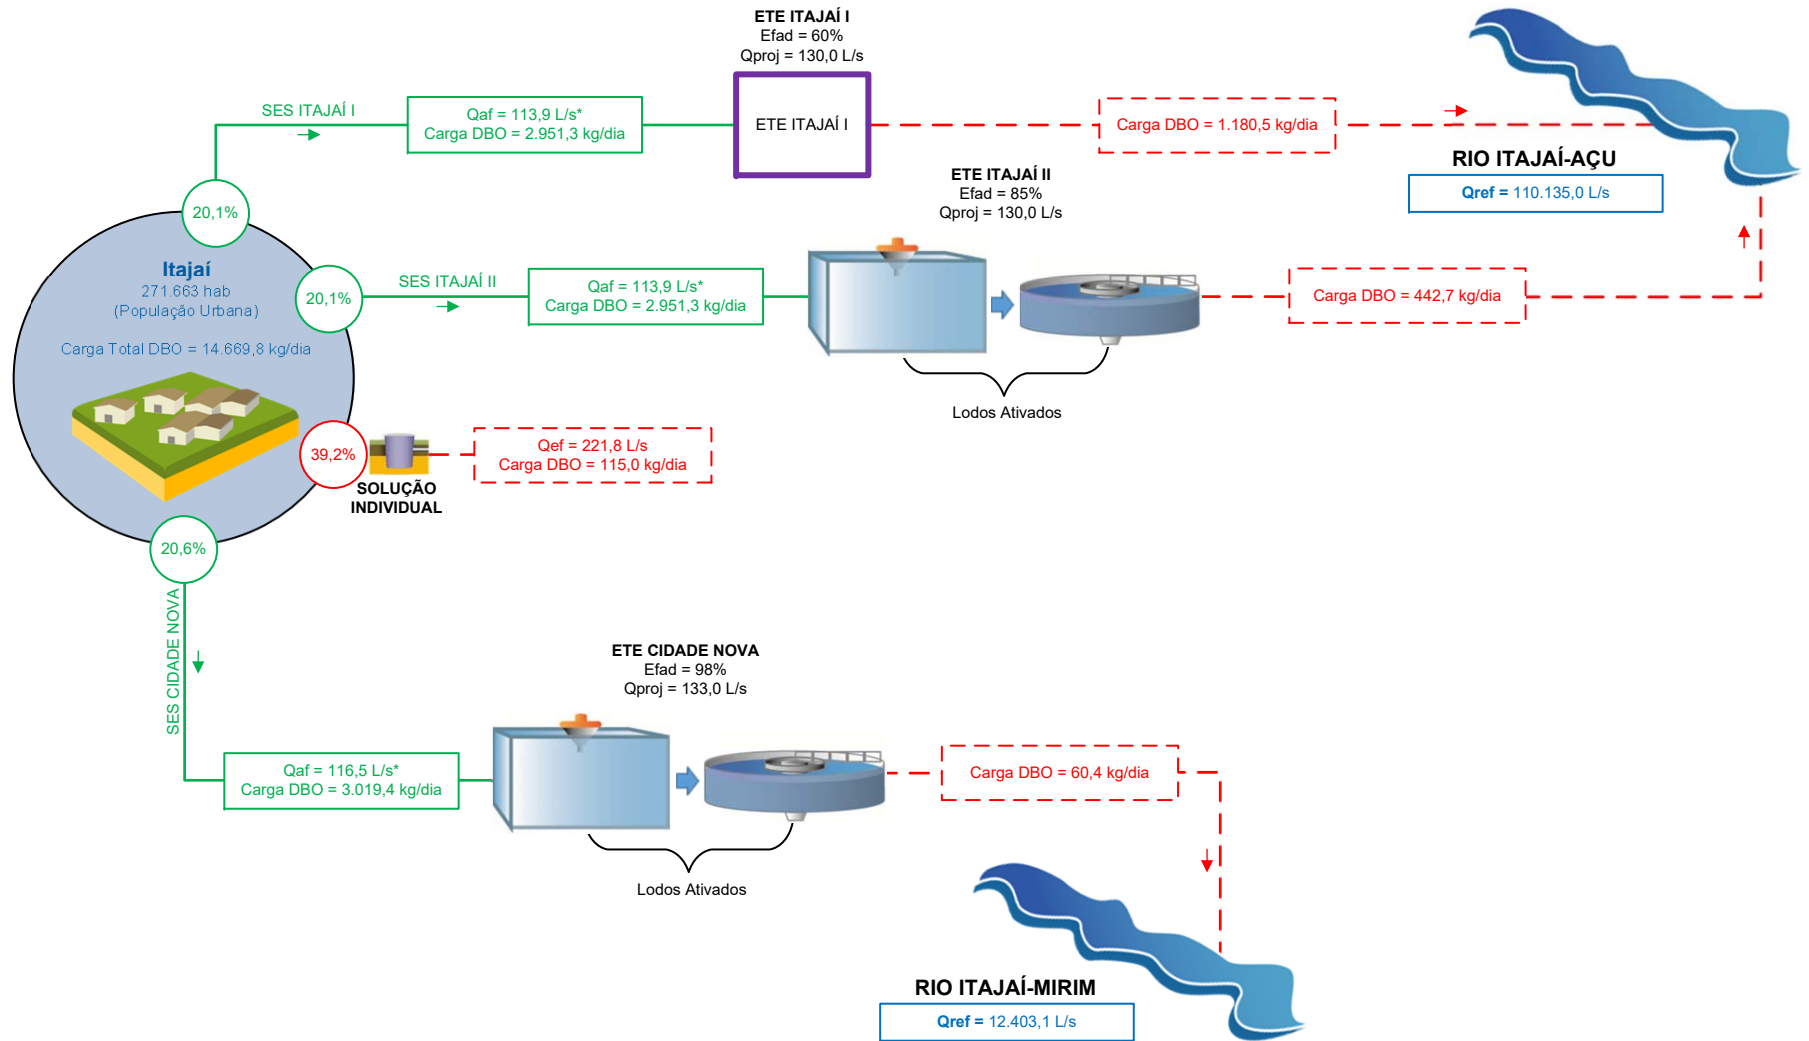 ETE ITAJAÍ I
Efad = 60%
Qproj = 130,0 L/s
SES ITAJAÍ I
Qaf = 113,9 L/s*
Carga DBO = 2.951,3 kg/dia
ETE ITAJAÍ I
Carga DBO = 1.180,5 kg/dia
RIO ITAJAÍ-AÇU
Qref = 110.135,0 L/s
ETE ITAJAÍ II
Efad = 85%
Qproj = 130,0 L/s
20,1%
Itajaí
271.663 hab
(População Urbana)
Carga Total DBO = 14.669,8 kg/dia
20,1%
SES ITAJAÍ II
Qaf = 113,9 L/s*
Carga DBO = 2.951,3 kg/dia
Carga DBO = 442,7 kg/dia
Lodos Ativados
39,2%
SOLUÇÃO
INDIVIDUAL
Qef = 221,8 L/s
Carga DBO = 115,0 kg/dia
20,6%
SES CIDADE NOVA
ETE CIDADE NOVA
Efad = 98%
Qproj = 133,0 L/s
Qaf = 116,5 L/s*
Carga DBO = 3.019,4 kg/dia
Carga DBO = 60,4 kg/dia
Lodos Ativados
RIO ITAJAÍ-MIRIM
Qref = 12.403,1 L/s